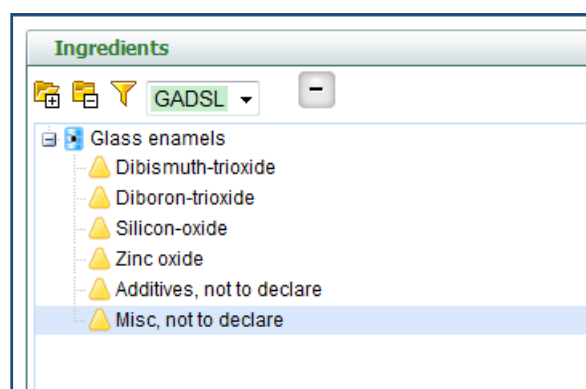 Ingredients
GADSL
Glass enamels
Dibismuth-trioxide
Diboron-trioxide
Silicon-oxide
Zinc oxide
Additives, not to declare
Misc, not to declare